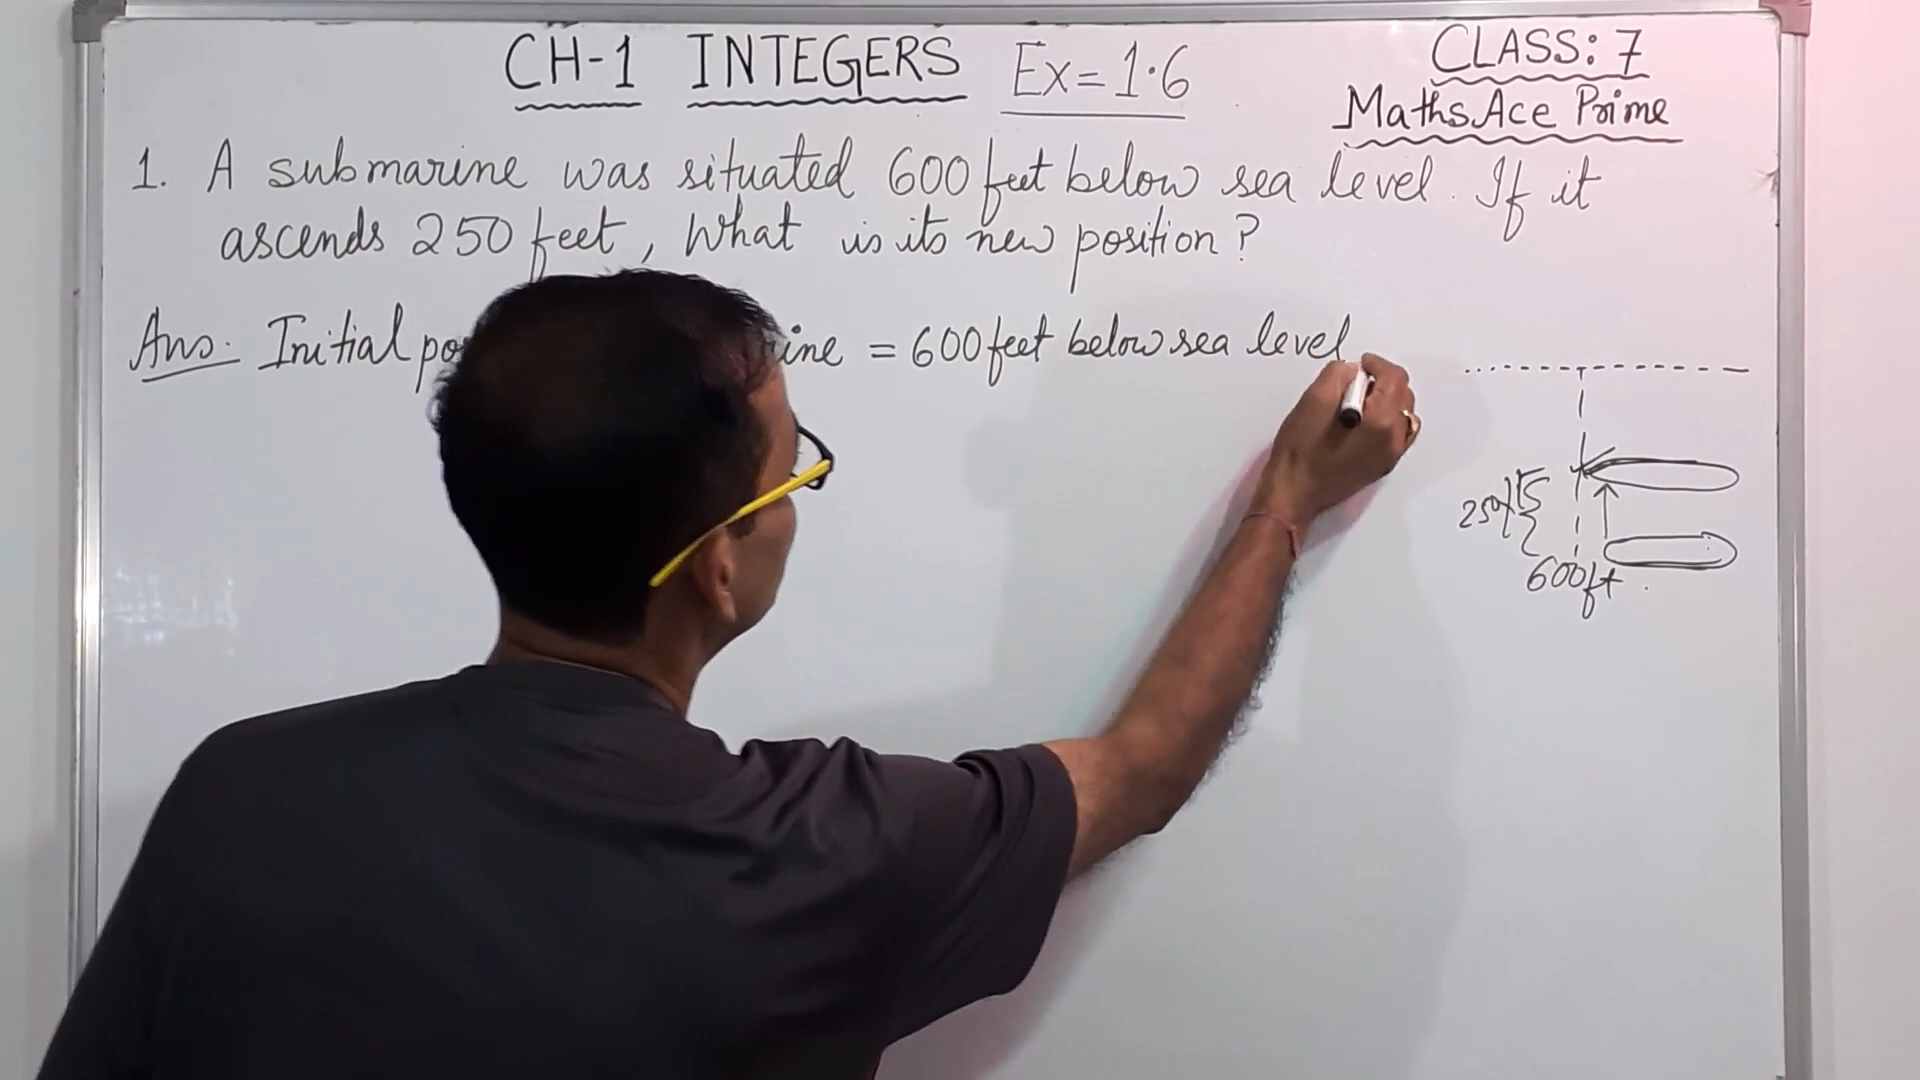 CH-1 INTEGERS Ex=1.6
CLASS: 7
Maths Ace Prime
1. A submarine was situated 600 feet below sea level. If it
ascends 250 feet, What is its new position?
Ans. Initial po ine = 600 feet below sea level
250ft
600ft